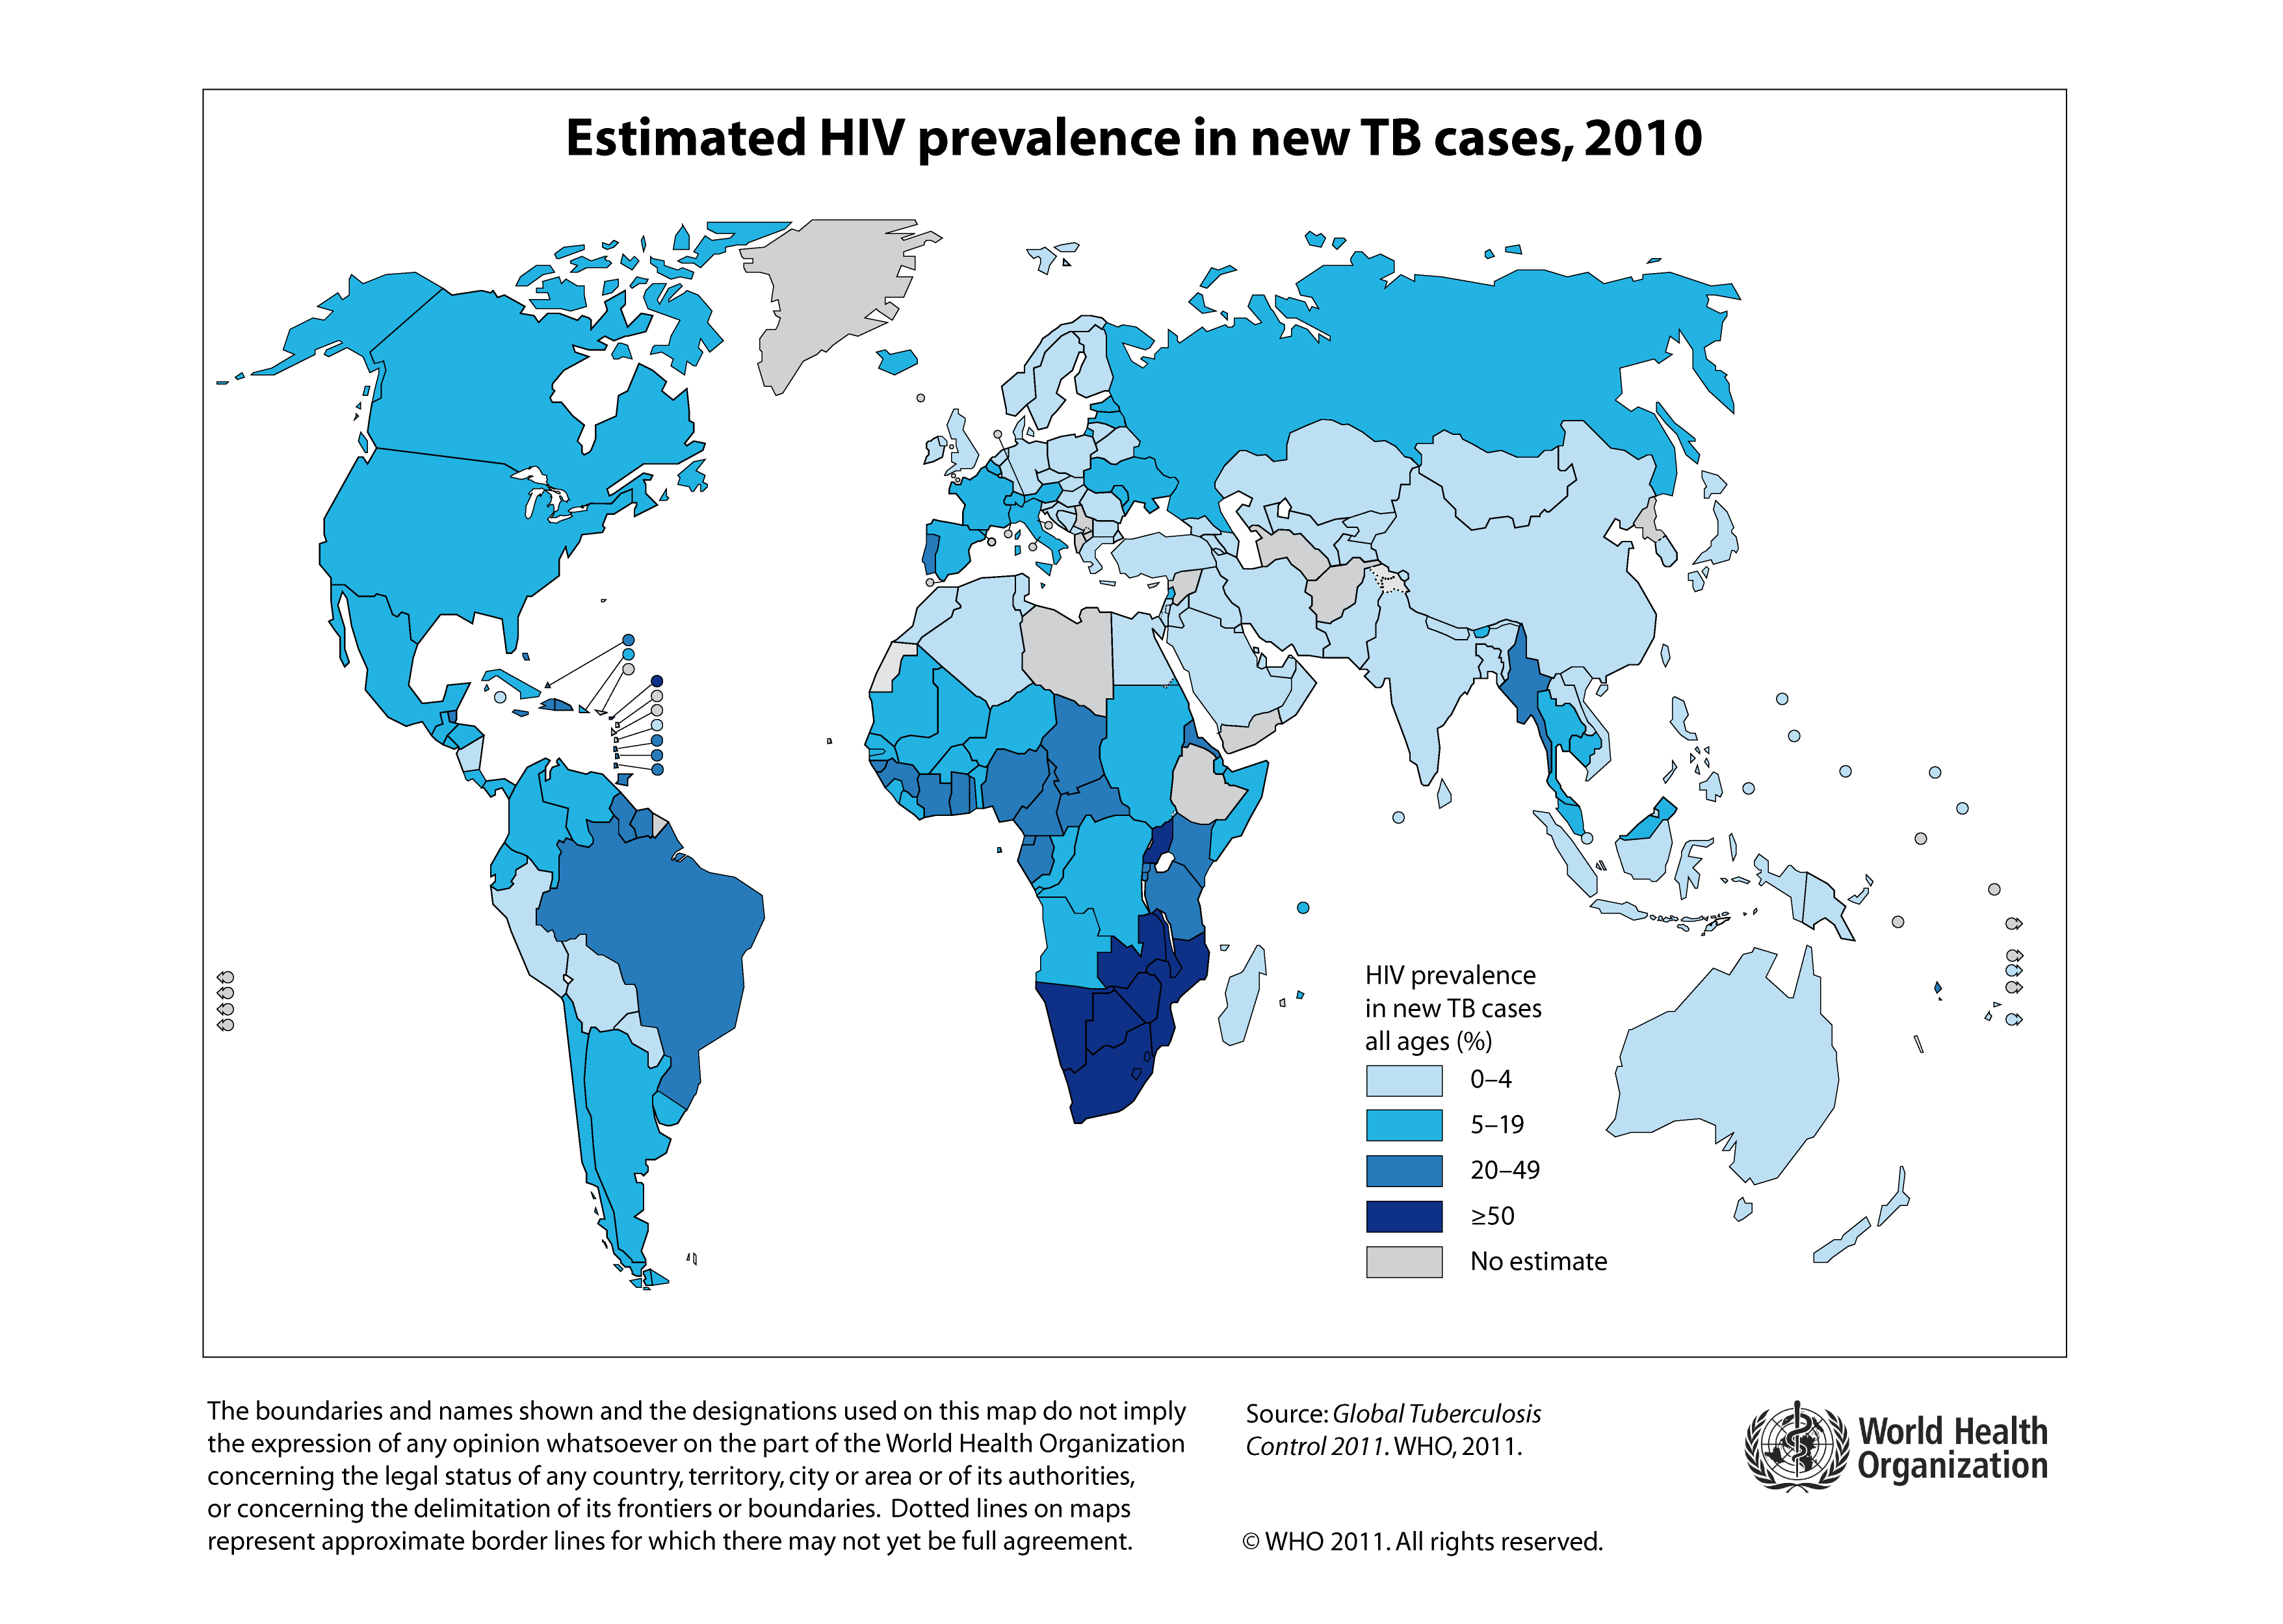 Estimated HIV prevalence in new TB cases, 2010
HIV prevalence
in new TB cases
all ages (%)
0–4
5–19
20–49
≥50
No estimate
The boundaries and names shown and the designations used on this map do not imply
the expression of any opinion whatsoever on the part of the World Health Organization
concerning the legal status of any country, territory, city or area or of its authorities,
or concerning the delimitation of its frontiers or boundaries. Dotted lines on maps
represent approximate border lines for which there may not yet be full agreement.
Source: Global Tuberculosis
Control 2011. WHO, 2011.
© WHO 2011. All rights reserved.
World Health
Organization